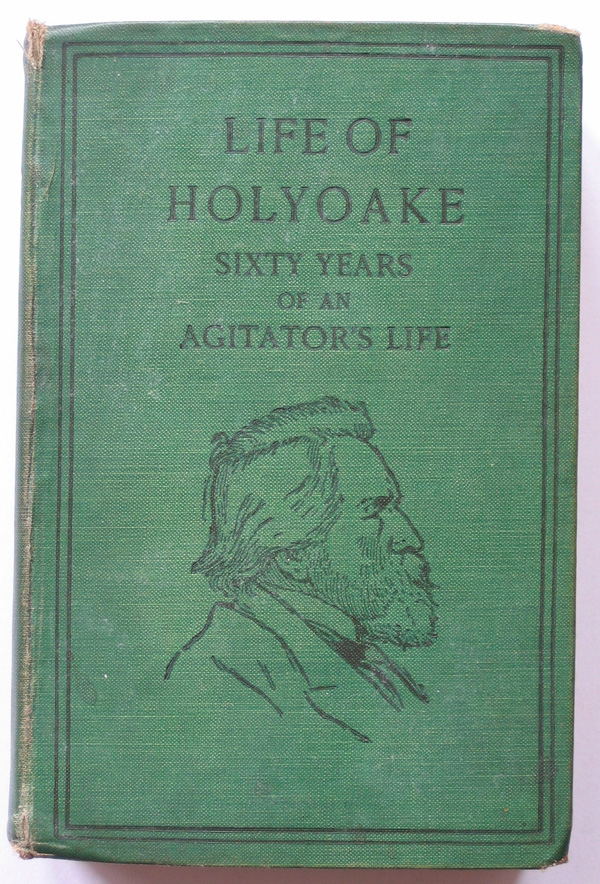 LIFE OF
HOLYOAKE
SIXTY YEARS
OF AN
AGITATOR'S LIFE